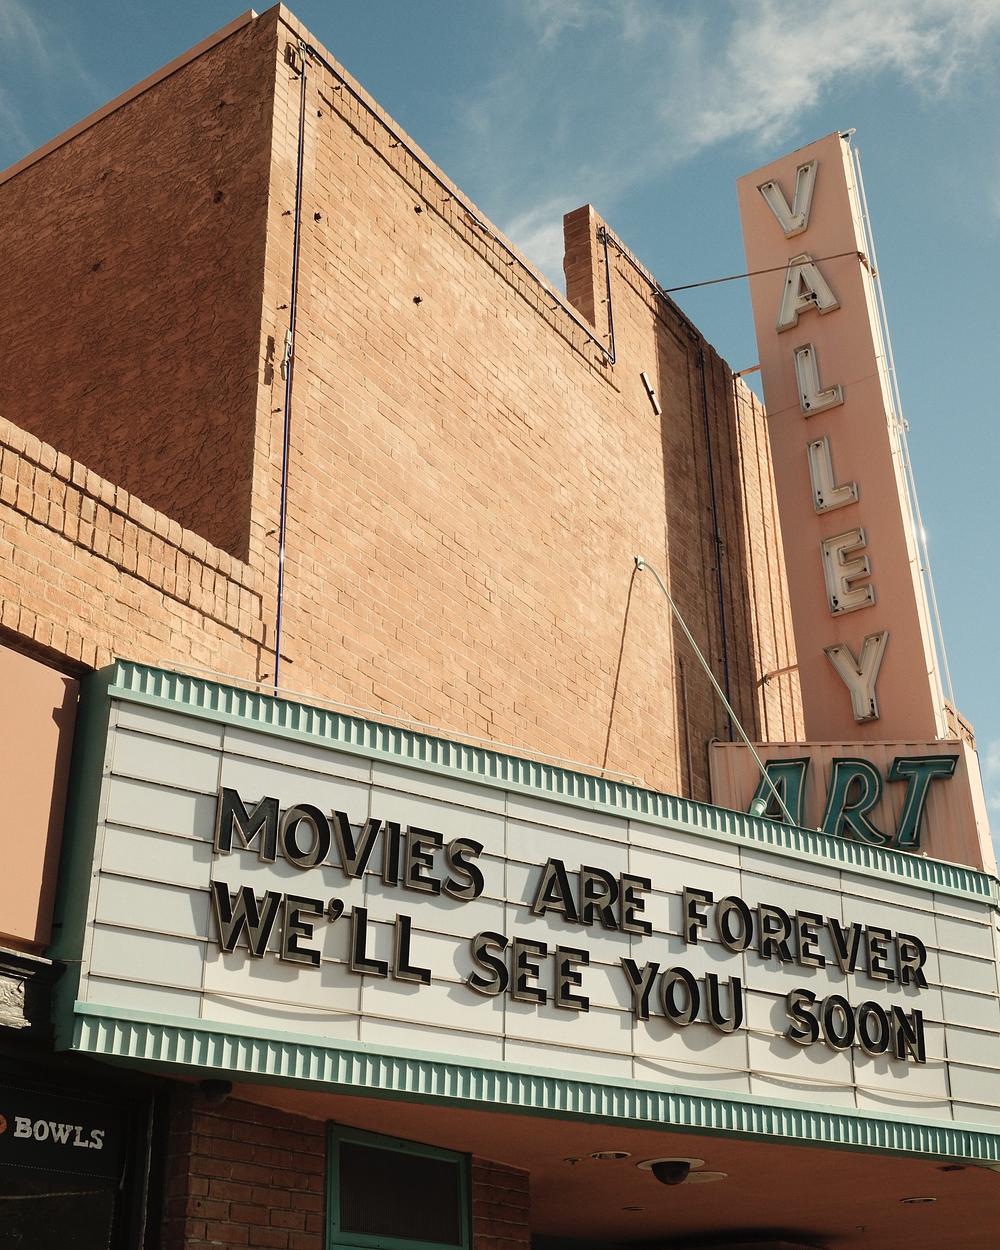 VALLEY
ART
MOVIES ARE FOREVER
WE'LL SEE YOU SOON
BOWLS